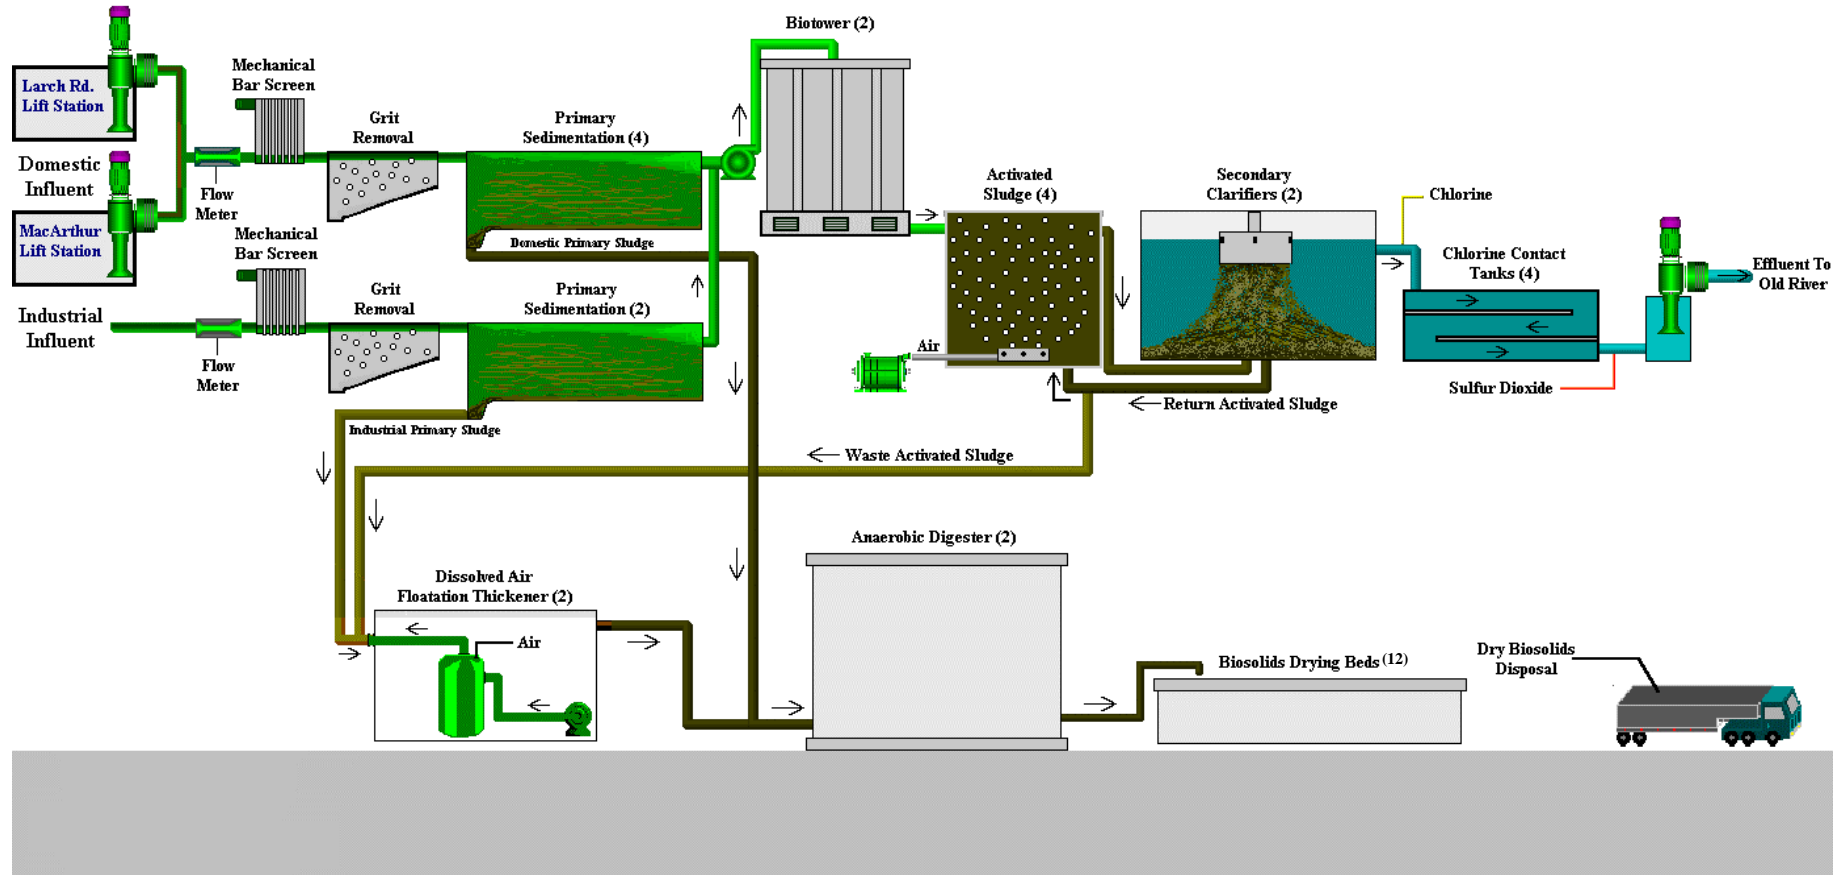 Biotower (2)
Larch Rd.
Lift Station
Mechanical
Bar Screen
Grit
Removal
Primary
Sedimentation (4)
Domestic
Influent
Flow
Meter
MacArthur
Lift Station
Mechanical
Bar Screen
Domestic Primary Sludge
Activated
Sludge (4)
Secondary
Clarifiers (2)
Chlorine
Chlorine Contact
Tanks (4)
Effluent To
Old River
Industrial
Influent
Grit
Removal
Primary
Sedimentation (2)
Flow
Meter
Air
Sulfur Dioxide
Return Activated Sludge
Industrial Primary Sludge
Waste Activated Sludge
Anaerobic Digester (2)
Dissolved Air
Floatation Thickener (2)
Air
Biosolids Drying Beds (12)
Dry Biosolids
Disposal